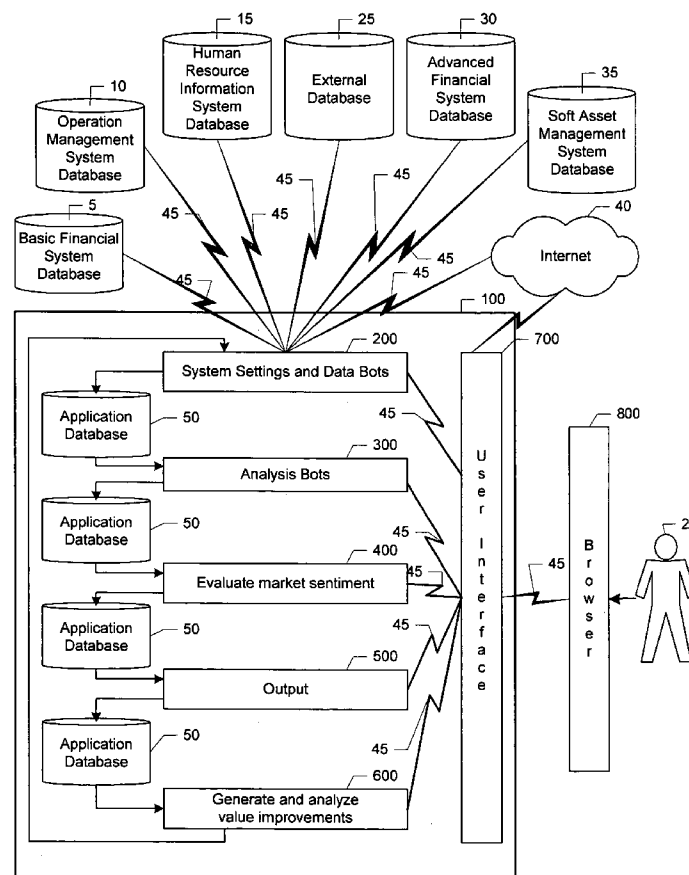 15
25
30
10
35
Human
Resource
Information
System
Database
External
Database
Advanced
Financial
System
Database
Operation
Management
System
Database
Soft Asset
Management
System
Database
5
45
45
45
45
45
45
45
40
Basic Financial
System
Database
Internet
100
200
700
System Settings and Data Bots
Application
Database
50
45
800
300
Analysis Bots
Application
Database
50
45
400
Evaluate market sentiment
45
45
Application
Database
50
45
500
Output
Application
Database
50
45
600
Generate and analyze
value improvements
User Interface
Browser